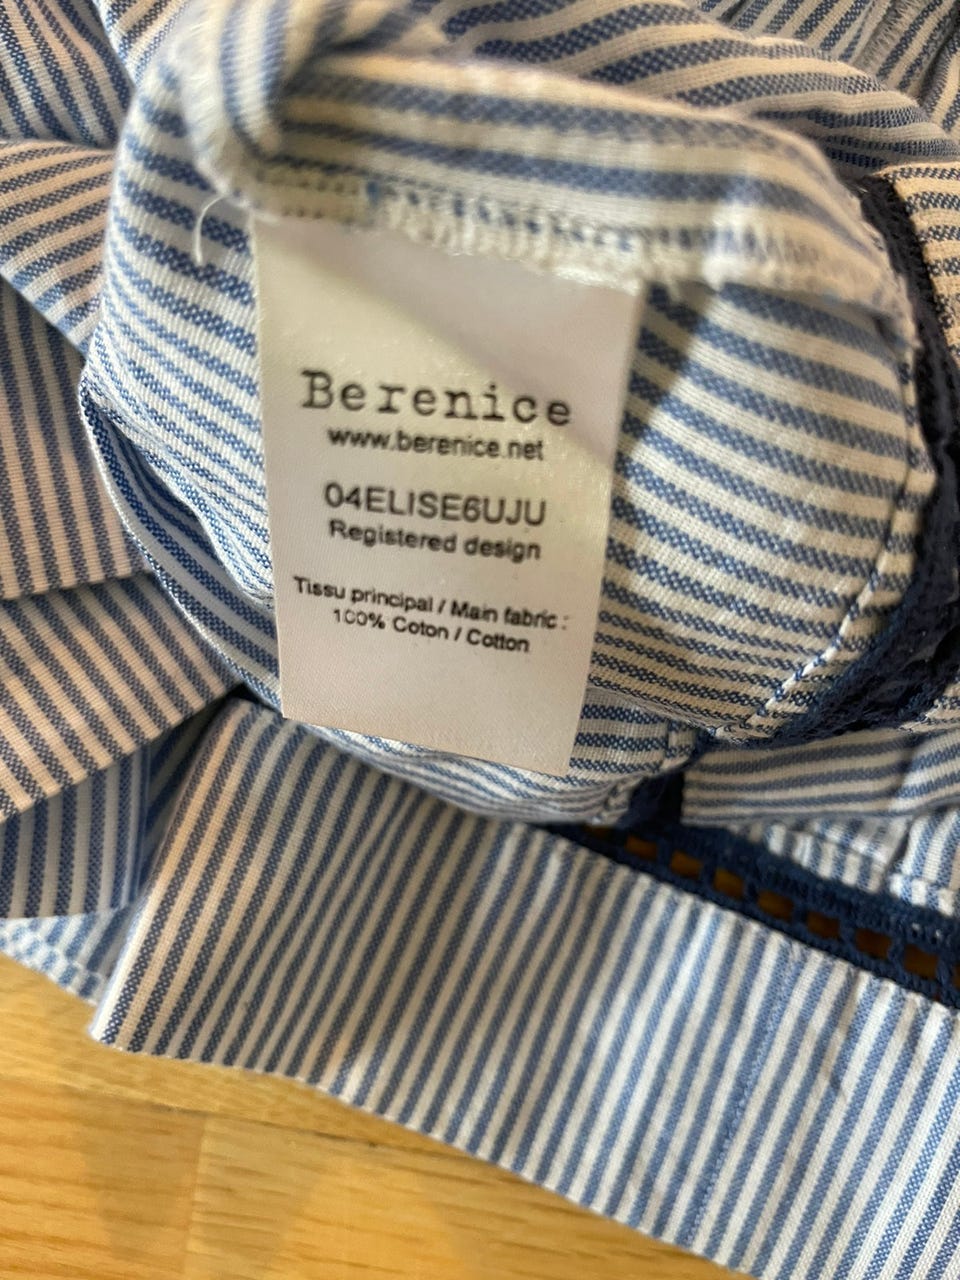 Berenice
www.berenice.net
04ELISE6UJU
Registered design
Tissu principal / Main fabric :
100% Coton / Cotton